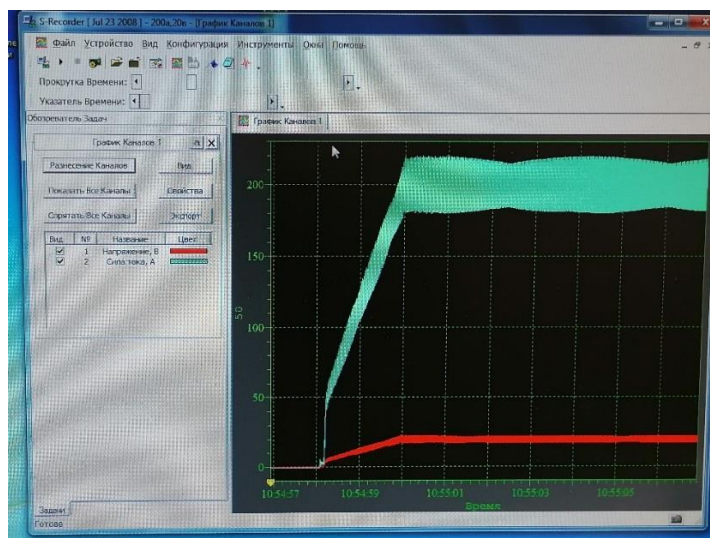 S-Recorder [ Jul 23 2008 ] - 200а,20в - [График Каналов 1]
Файл Устройство Вид Конфигурация Инструменты Окна Помощь
Прокрутка Времени:
Указатель Времени:
Обозреватель Задач
График Каналов 1
График Каналов 1
Разнесение Каналов Вид
Показать Все Каналы Свойства
Спрятать Все Каналы Экспорт
Вид № Название Цвет
1 Напряжение, В
2 Сила тока, А
200
150
100
50
0
50
10:54:57 10:54:59 10:55:01 10:55:03 10:55:05
Время
Задачи
Готово